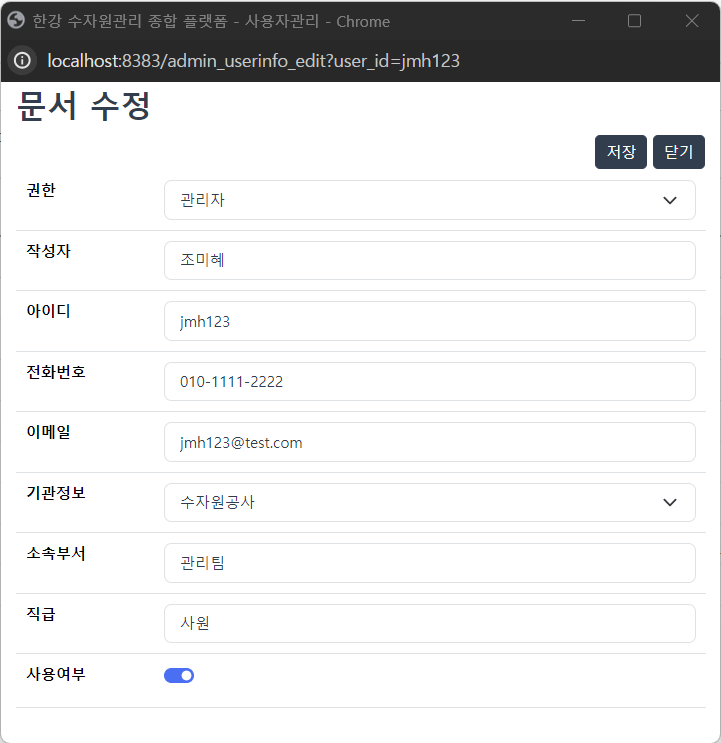 한강 수자원관리 종합 플랫폼 - 사용자관리 - Chrome
localhost:8383/admin_userinfo_edit?user_id=jmh123
문서 수정
저장 닫기
권한 관리자
작성자 조미혜
아이디 jmh123
전화번호 010-1111-2222
이메일 jmh123@test.com
기관정보 수자원공사
소속부서 관리팀
직급 사원
사용여부